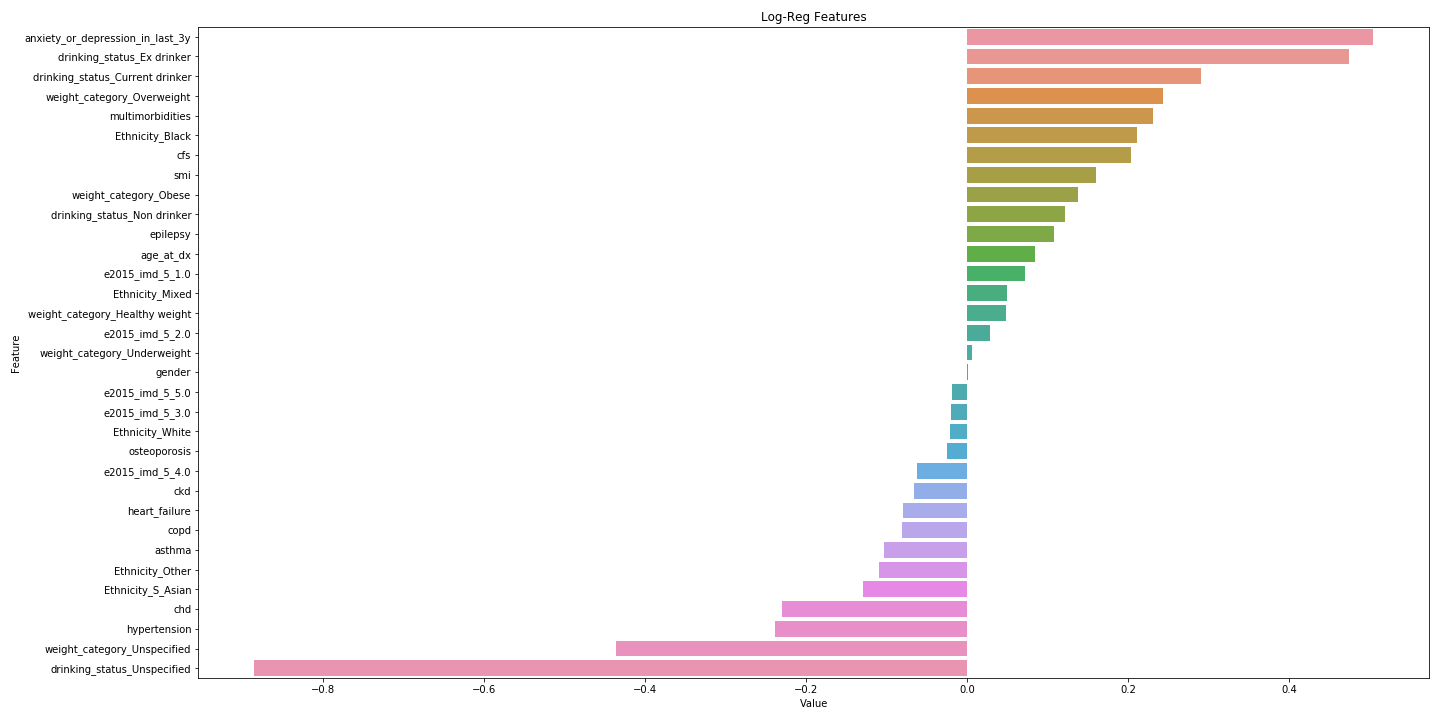 Log-Reg Features
anxiety_or_depression_in_last_3y
drinking_status_Ex drinker
drinking_status_Current drinker
weight_category_Overweight
multimorbidities
Ethnicity_Black
cfs
smi
weight_category_Obese
drinking_status_Non drinker
epilepsy
age_at_dx
e2015_imd_5_1.0
Ethnicity_Mixed
weight_category_Healthy weight
e2015_imd_5_2.0
weight_category_Underweight
gender
e2015_imd_5_5.0
e2015_imd_5_3.0
Ethnicity_White
osteoporosis
e2015_imd_5_4.0
ckd
heart_failure
copd
asthma
Ethnicity_Other
Ethnicity_S_Asian
chd
hypertension
weight_category_Unspecified
drinking_status_Unspecified
Feature
−0.8 −0.6 −0.4 −0.2 0.0 0.2 0.4
Value